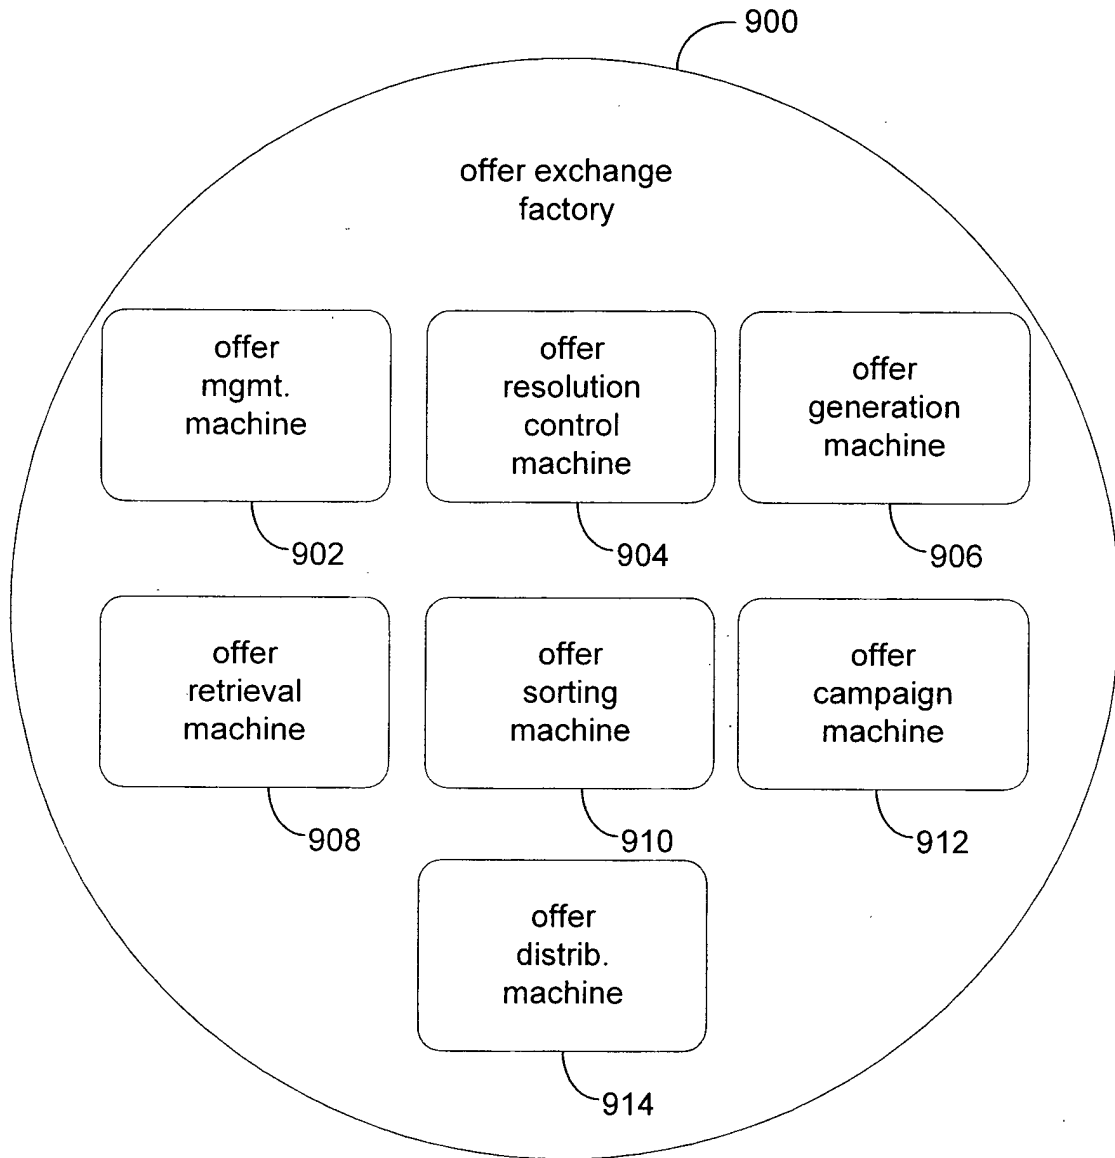 900
offer exchange
factory
offer
mgmt.
machine
offer
resolution
control
machine
offer
generation
machine
902
904
906
offer
retrieval
machine
offer
sorting
machine
offer
campaign
machine
908
910
912
offer
distrib.
machine
914